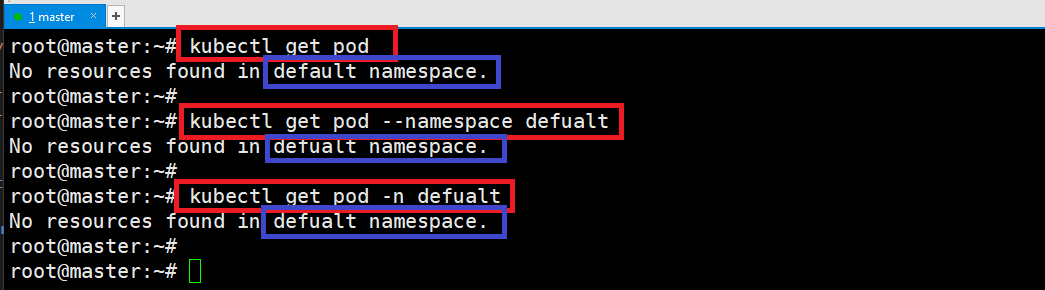 1 master × +
root@master:~# kubectl get pod
No resources found in default namespace.
root@master:~#
root@master:~# kubectl get pod --namespace defualt
No resources found in defualt namespace.
root@master:~#
root@master:~# kubectl get pod -n defualt
No resources found in defualt namespace.
root@master:~#
root@master:~#